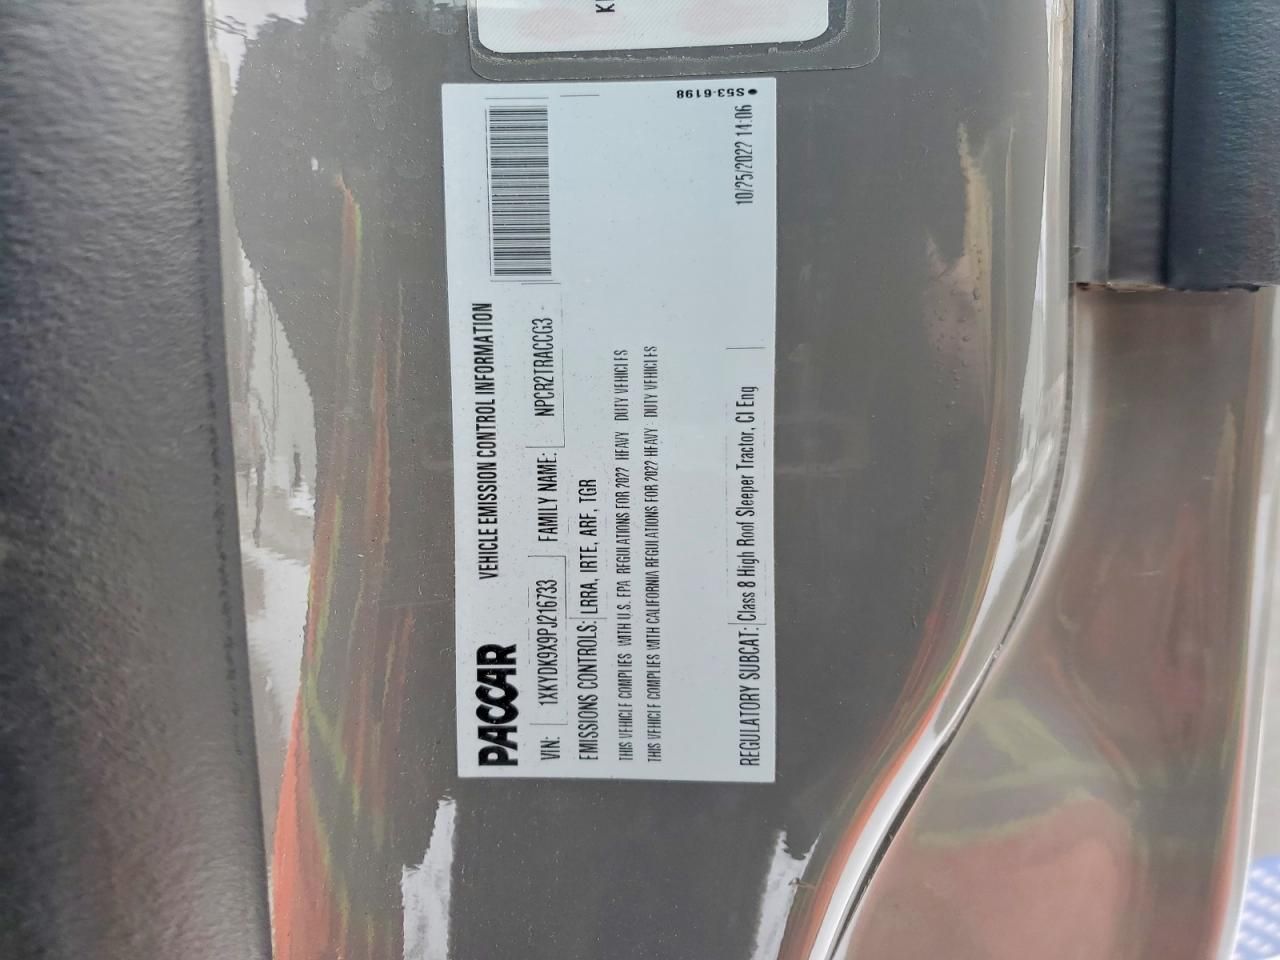 PACCAR VEHICLE EMISSION CONTROL INFORMATION
VIN: 1XKYDK9X9PJ216733 FAMILY NAME: NPCR2TRACCG3
EMISSIONS CONTROLS: LRRA, IRTE, ARF, TGR
THIS VEHICLE COMPLIES WITH U.S. EPA REGULATIONS FOR 2022 HEAVY - DUTY VEHICLES
THIS VEHICLE COMPLIES WITH CALIFORNIA REGULATIONS FOR 2022 HEAVY - DUTY VEHICLES
REGULATORY SUBCAT: Class 8 High Roof Sleeper Tractor, CI Eng
10/25/2022 14:06
S53-6198